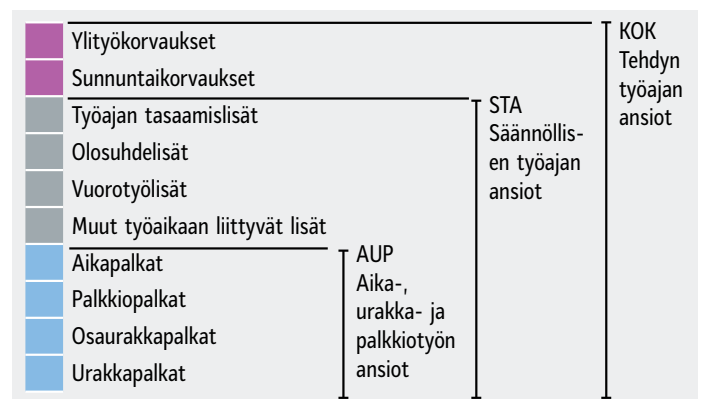 Ylityökorvaukset
Sunnuntaikorvaukset
Työajan tasaamislisät
Olosuhdelisät
Vuorotyölisät
Muut työaikaan liittyvät lisät
Aikapalkat
Palkkiopalkat
Osaurakkapalkat
Urakkapalkat
AUP
Aika-,
urakka- ja
palkkiotyön
ansiot
STA
Säännöllis-
en työajan
ansiot
KOK
Tehdyn
työajan
ansiot